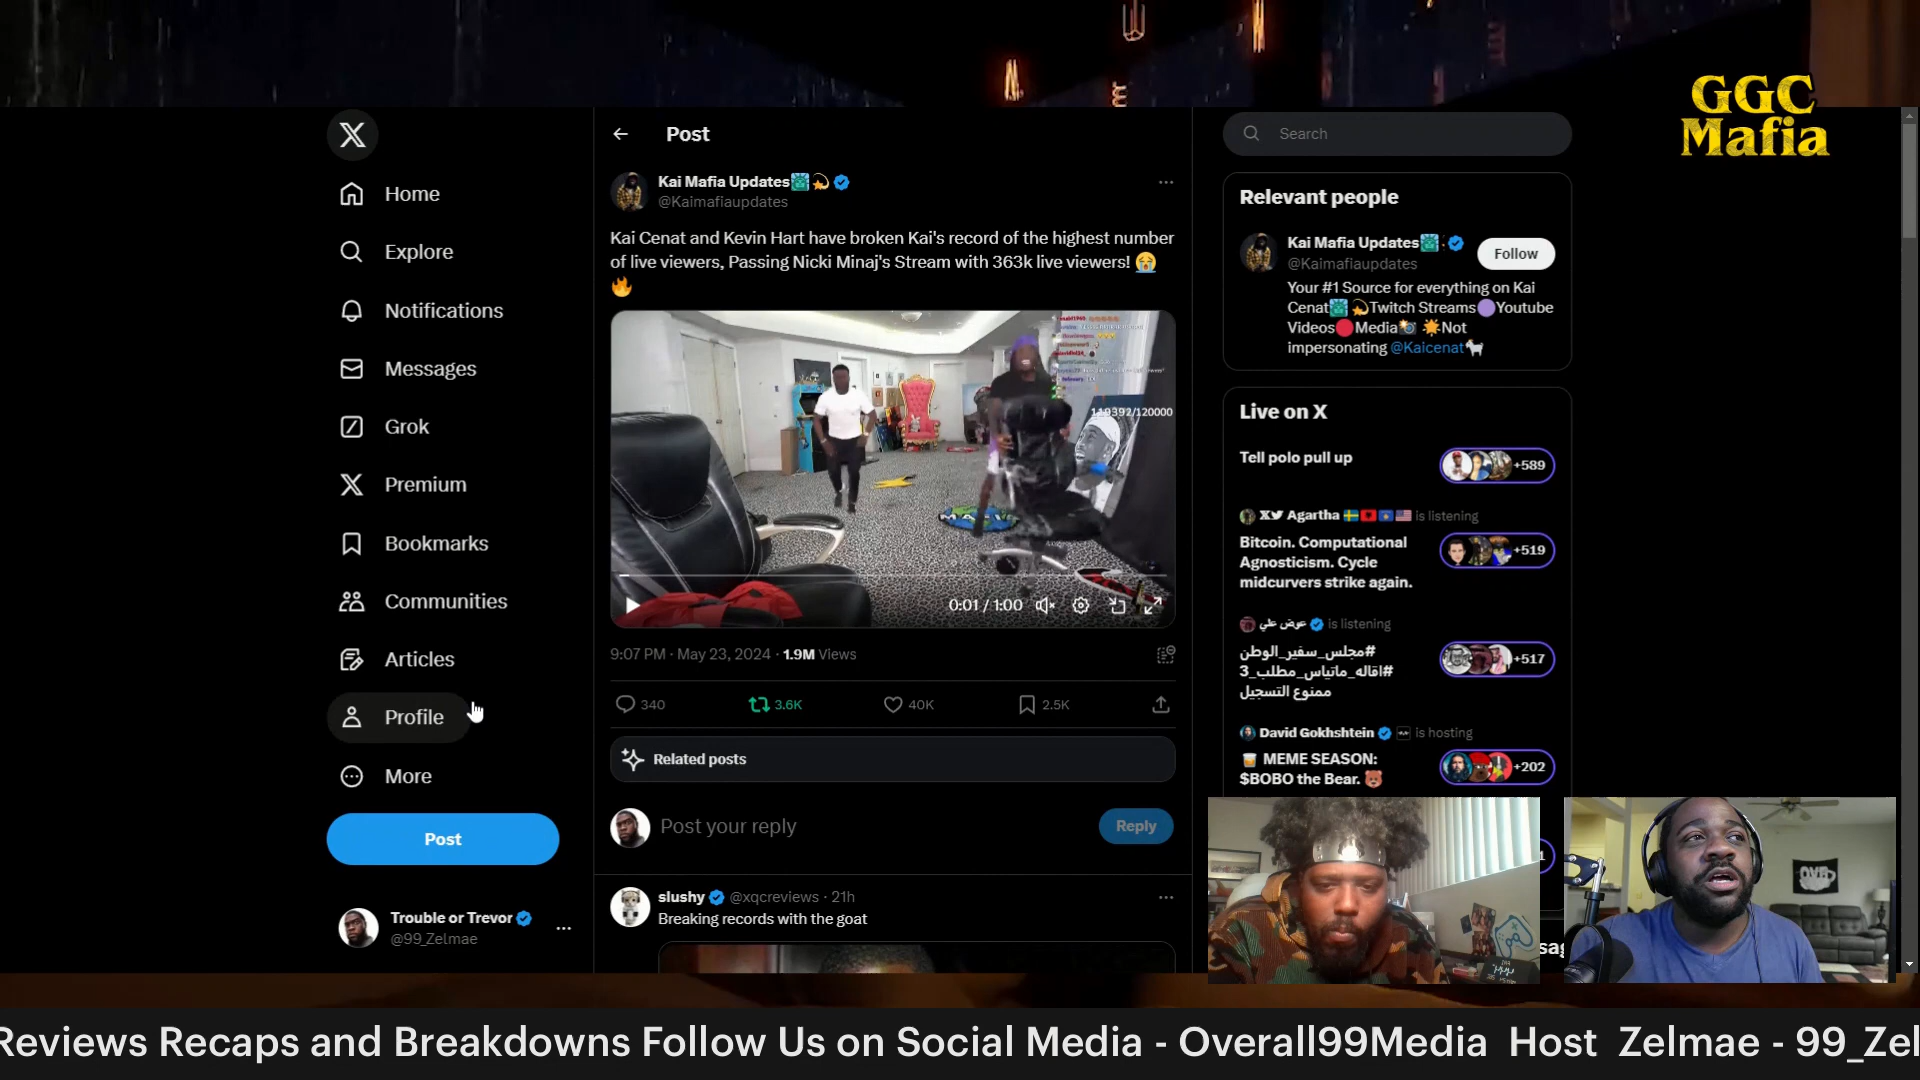 GGC
Mafia
Home
Explore
Notifications
Messages
Grok
Premium
Bookmarks
Communities
Articles
Profile
More
Post
Trouble or Trevor
@99_Zelmae
Post
Kai Mafia Updates
@Kaimafiaupdates
Kai Cenat and Kevin Hart have broken Kai's record of the highest number
of live viewers, Passing Nicki Minaj's Stream with 363k live viewers! 😭
🔥
119392/120000
0:01 / 1:00
9:07 PM · May 23, 2024 · 1.9M Views
340
3.6K
40K
2.5K
Related posts
Post your reply
Reply
slushy @xqcreviews · 21h
Breaking records with the goat
Search
Relevant people
Kai Mafia Updates
@Kaimafiaupdates
Follow
Your #1 Source for everything on Kai
Cenat Twitch Streams Youtube
Videos Media Not
impersonating @Kaicenat
Live on X
Tell polo pull up
+589
Agartha is listening
Bitcoin. Computational
Agnosticism. Cycle
midcurvers strike again.
+519
عوض علي is listening
#مجلس_سفير_الوطن
#اقاله_ماتياس_مطلب_3
ممنوع التسجيل
+517
David Gokhshtein is hosting
MEME SEASON:
$BOBO the Bear.
+202
Reviews Recaps and Breakdowns Follow Us on Social Media - Overall99Media Host Zelmae - 99_Zel